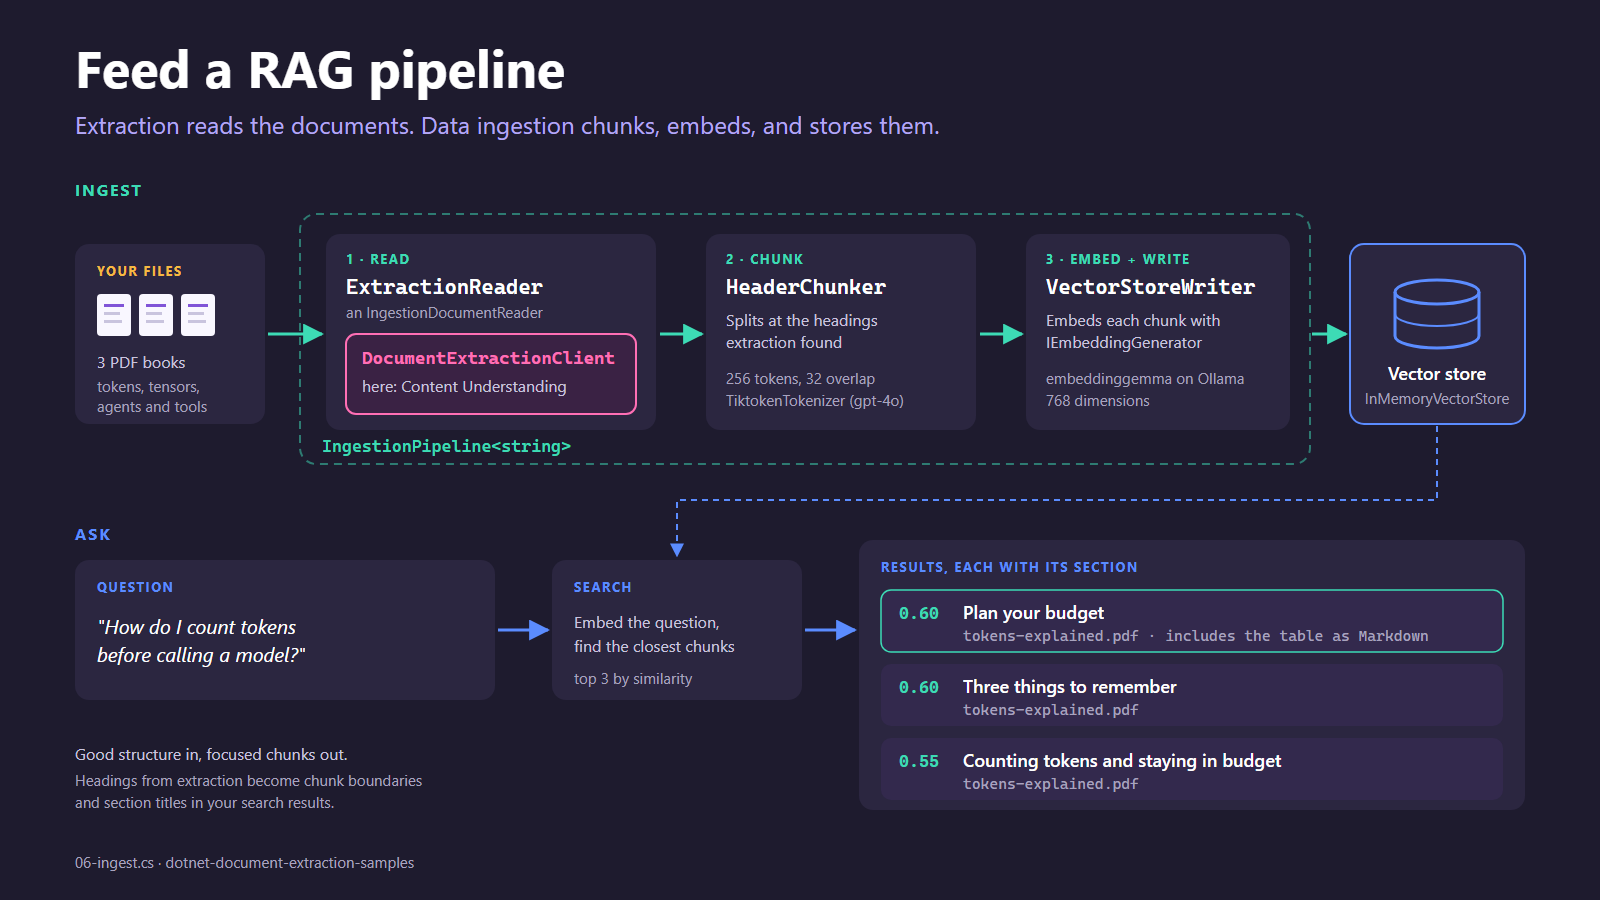 Feed a RAG pipeline
Extraction reads the documents. Data ingestion chunks, embeds, and stores them.
INGEST
YOUR FILES
3 PDF books
tokens, tensors,
agents and tools
1 · READ
ExtractionReader
an IngestionDocumentReader
DocumentExtractionClient
here: Content Understanding
2 · CHUNK
HeaderChunker
Splits at the headings
extraction found
256 tokens, 32 overlap
TiktokenTokenizer (gpt-4o)
3 · EMBED + WRITE
VectorStoreWriter
Embeds each chunk with
IEmbeddingGenerator
embeddinggemma on Ollama
768 dimensions
IngestionPipeline<string>
Vector store
InMemoryVectorStore
ASK
QUESTION
"How do I count tokens
before calling a model?"
SEARCH
Embed the question,
find the closest chunks
top 3 by similarity
RESULTS, EACH WITH ITS SECTION
0.60 Plan your budget
tokens-explained.pdf · includes the table as Markdown
0.60 Three things to remember
tokens-explained.pdf
0.55 Counting tokens and staying in budget
tokens-explained.pdf
Good structure in, focused chunks out.
Headings from extraction become chunk boundaries
and section titles in your search results.
06-ingest.cs · dotnet-document-extraction-samples